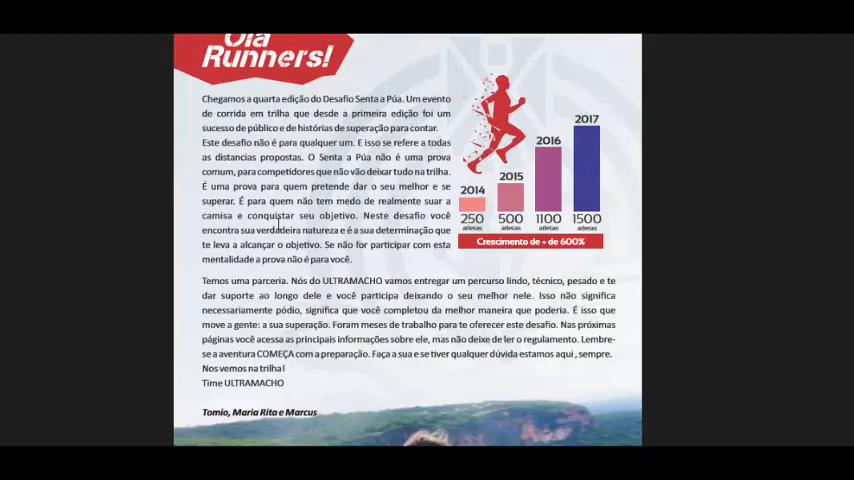 Olá
Runners!
Chegamos a quarta edição do Desafio Senta a Púa. Um evento
de corrida em trilha que desde a primeira edição foi um
sucesso de público e de histórias de superação para contar.
Este desafio não é para qualquer um. E isso se refere a todas
as distancias propostas. O Senta a Púa não é uma prova
comum, para competidores que não vão deixar tudo na trilha.
É uma prova para quem pretende dar o seu melhor e se
superar. É para quem não tem medo de realmente suar a
camisa e conquistar seu objetivo. Neste desafio você
encontra sua verdadeira natureza e é a sua determinação que
te leva a alcançar o objetivo. Se não for participar com esta
mentalidade a prova não é para você.
2014
250
atletas
2015
500
atletas
2016
1100
atletas
2017
1500
atletas
Crescimento de + de 600%
Temos uma parceria. Nós do ULTRAMACHO vamos entregar um percurso lindo, técnico, pesado e te
dar suporte ao longo dele e você participa deixando o seu melhor nele. Isso não significa
necessariamente pódio, significa que você completou da melhor maneira que poderia. É isso que
move a gente: a sua superação. Foram meses de trabalho para te oferecer este desafio. Nas próximas
páginas você acessa as principais informações sobre ele, mas não deixe de ler o regulamento. Lembre-
se a aventura COMEÇA com a preparação. Faça a sua e se tiver qualquer dúvida estamos aqui , sempre.
Nos vemos na trilha!
Time ULTRAMACHO
Tomio, Maria Rita e Marcus